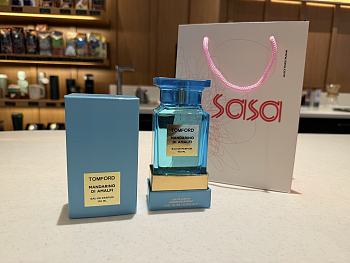 TOMFORD
MANDARINO
DI AMALFI
EAU DE PARFUM
TOMFORD
MANDARINO
DI AMALFI
EAU DE PARFUM
sasa